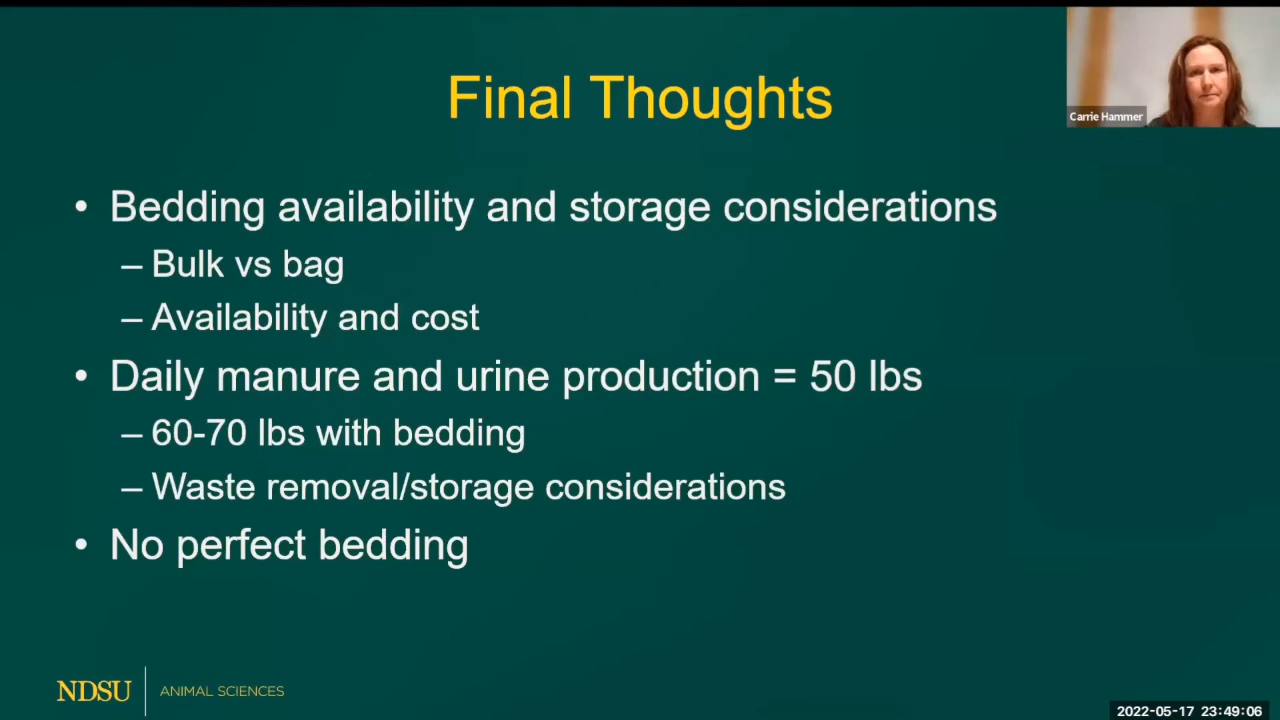 Final Thoughts
Carrie Hammer
• Bedding availability and storage considerations
– Bulk vs bag
– Availability and cost
• Daily manure and urine production = 50 lbs
– 60-70 lbs with bedding
– Waste removal/storage considerations
• No perfect bedding
NDSU ANIMAL SCIENCES
2022-05-17 23:49:06